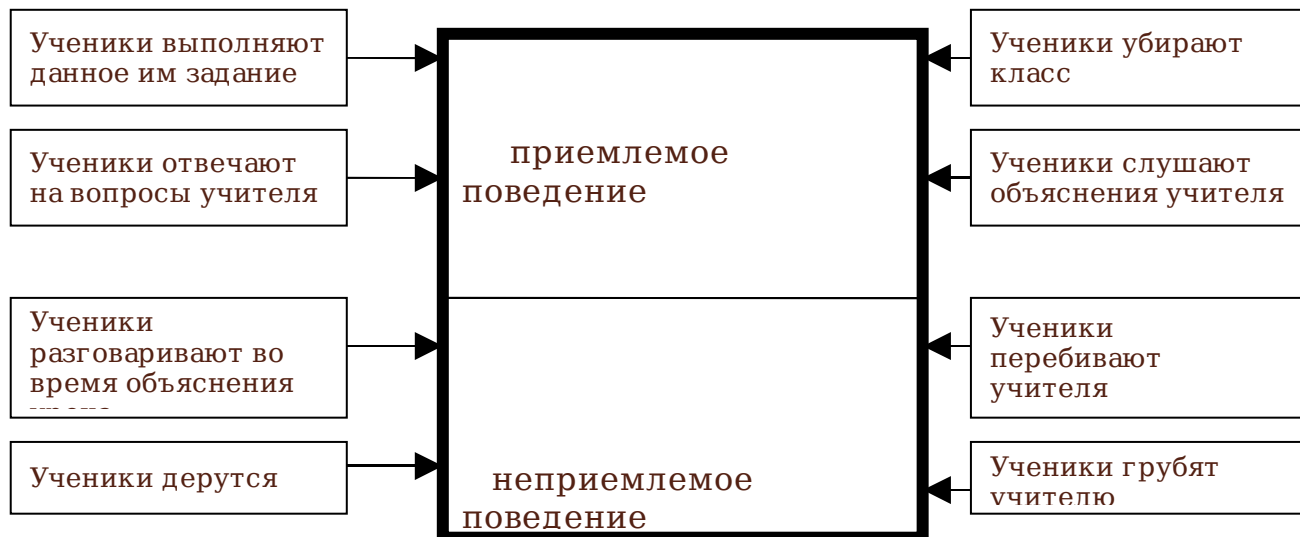 Ученики выполняют
данное им задание
Ученики отвечают
на вопросы учителя
Ученики
разговаривают во
время объяснения
Ученики дерутся
приемлемое
поведение
неприемлемое
поведение
Ученики убирают
класс
Ученики слушают
объяснения учителя
Ученики
перебивают
учителя
Ученики грубят
учителю